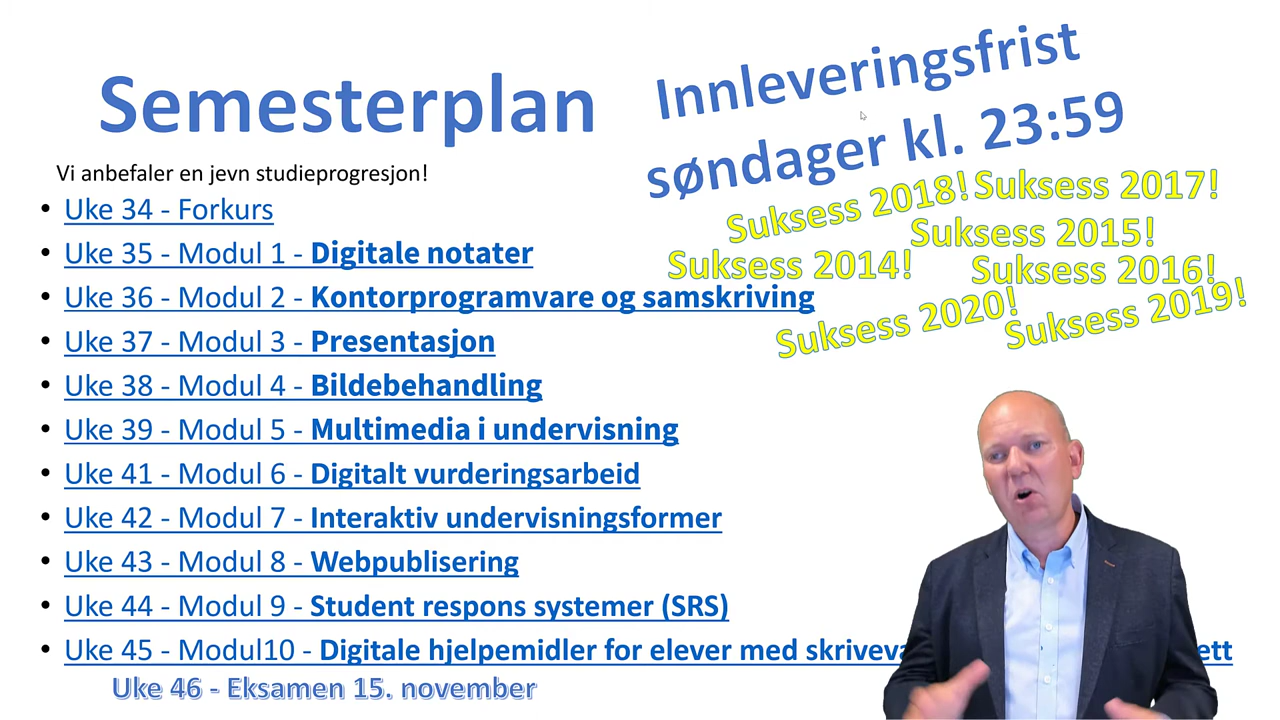 Semesterplan
Innleveringsfrist
søndager kl. 23:59
Vi anbefaler en jevn studieprogresjon!
Suksess 2018!
Suksess 2017!
Suksess 2015!
Suksess 2014!
Suksess 2016!
Suksess 2020!
Suksess 2019!
• Uke 34 - Forkurs
• Uke 35 - Modul 1 - Digitale notater
• Uke 36 - Modul 2 - Kontorprogramvare og samskriving
• Uke 37 - Modul 3 - Presentasjon
• Uke 38 - Modul 4 - Bildebehandling
• Uke 39 - Modul 5 - Multimedia i undervisning
• Uke 41 - Modul 6 - Digitalt vurderingsarbeid
• Uke 42 - Modul 7 - Interaktiv undervisningsformer
• Uke 43 - Modul 8 - Webpublisering
• Uke 44 - Modul 9 - Student respons systemer (SRS)
• Uke 45 - Modul10 - Digitale hjelpemidler for elever med
Uke 46 - Eksamen 15. november